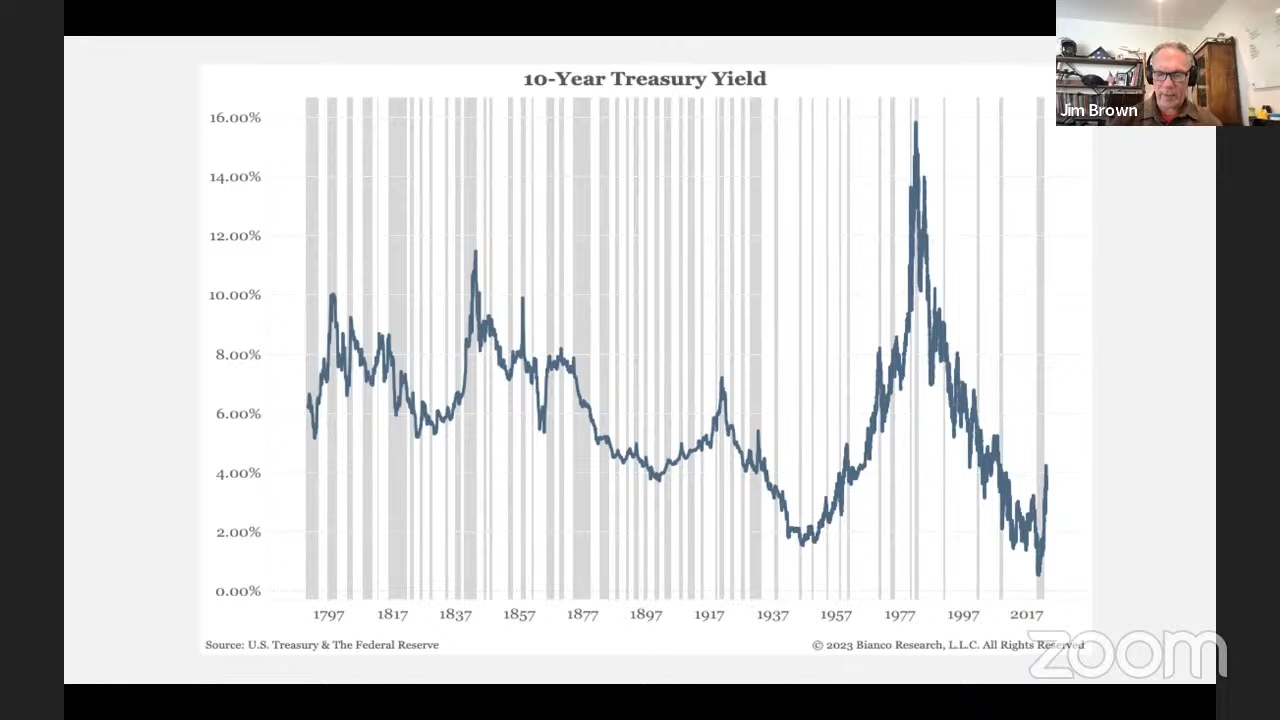 10-Year Treasury Yield
Jim Brown
16.00%
14.00%
12.00%
10.00%
8.00%
6.00%
4.00%
2.00%
0.00%
1797 1817 1837 1857 1877 1897 1917 1937 1957 1977 1997 2017
Source: U.S. Treasury & The Federal Reserve
© 2023 Bianco Research, L.L.C. All Rights Reserved
zoom